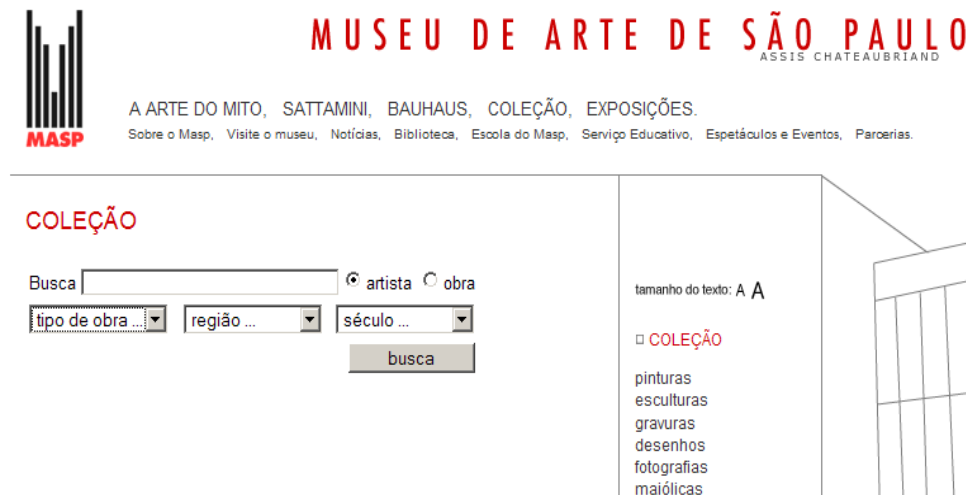 MUSEU DE ARTE DE SÃO PAULO
ASSIS CHATEAUBRIAND
MASP
A ARTE DO MITO, SATTAMINI, BAUHAUS, COLEÇÃO, EXPOSIÇÕES.
Sobre o Masp, Visite o museu, Notícias, Biblioteca, Escola do Masp, Serviço Educativo, Espetáculos e Eventos, Parcerias.
COLEÇÃO
Busca artista obra
tipo de obra ... região ... século ...
busca
tamanho do texto: A A
COLEÇÃO
pinturas
esculturas
gravuras
desenhos
fotografias
maiólicas